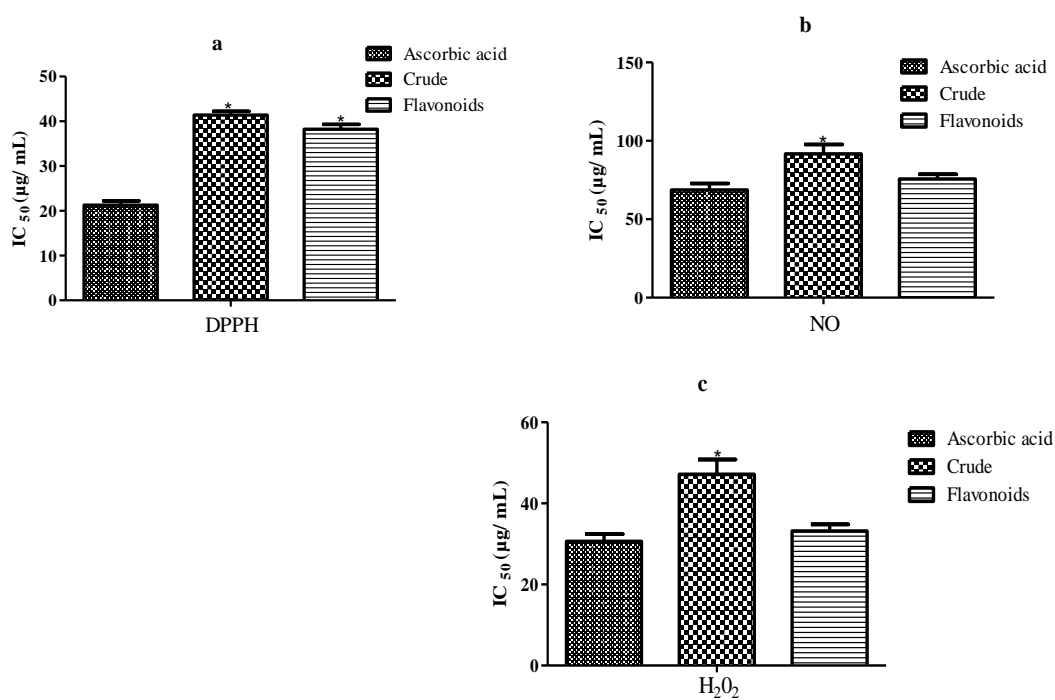 a
Ascorbic acid
Crude
Flavonoids
50
40
30
20
10
0
IC 50 (µg/ mL)
*
*
DPPH
b
Ascorbic acid
Crude
Flavonoids
150
100
50
0
IC 50 (µg/ mL)
*
NO
c
Ascorbic acid
Crude
Flavonoids
60
40
20
0
IC 50 (µg/ mL)
*
H₂0₂